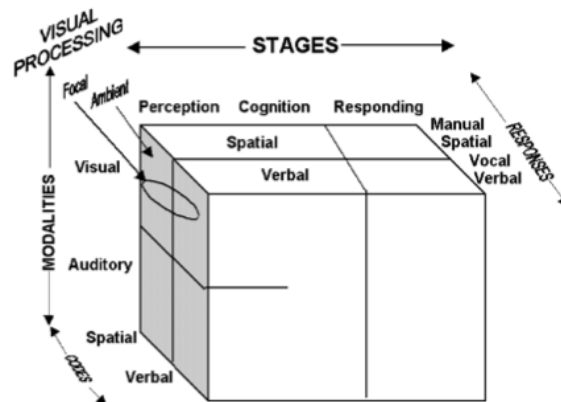 VISUAL
PROCESSING
STAGES
Focal
Ambient
Perception Cognition Responding
Spatial
Verbal
Manual
Spatial
Vocal
Verbal
RESPONSES
Visual
MODALITIES
Auditory
Spatial
Verbal
CODES